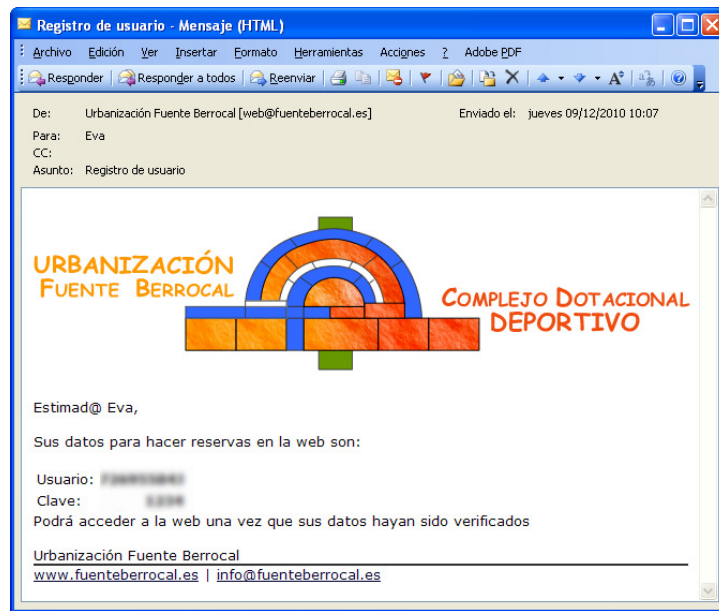 Registro de usuario - Mensaje (HTML)
Archivo Edición Ver Insertar Formato Herramientas Acciones ? Adobe PDF
Responder Responder a todos Reenviar
De: Urbanización Fuente Berrocal [web@fuenteberrocal.es] Enviado el: jueves 09/12/2010 10:07
Para: Eva
CC:
Asunto: Registro de usuario
URBANIZACIÓN
FUENTE BERROCAL
COMPLEJO DOTACIONAL
DEPORTIVO
Estimad@ Eva,
Sus datos para hacer reservas en la web son:
Usuario:
Clave:
Podrá acceder a la web una vez que sus datos hayan sido verificados
Urbanización Fuente Berrocal
www.fuenteberrocal.es | info@fuenteberrocal.es